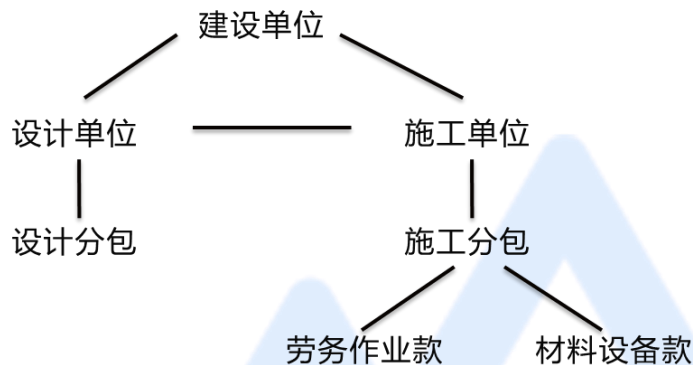 建设单位
设计单位 施工单位
设计分包 施工分包
劳务作业款 材料设备款